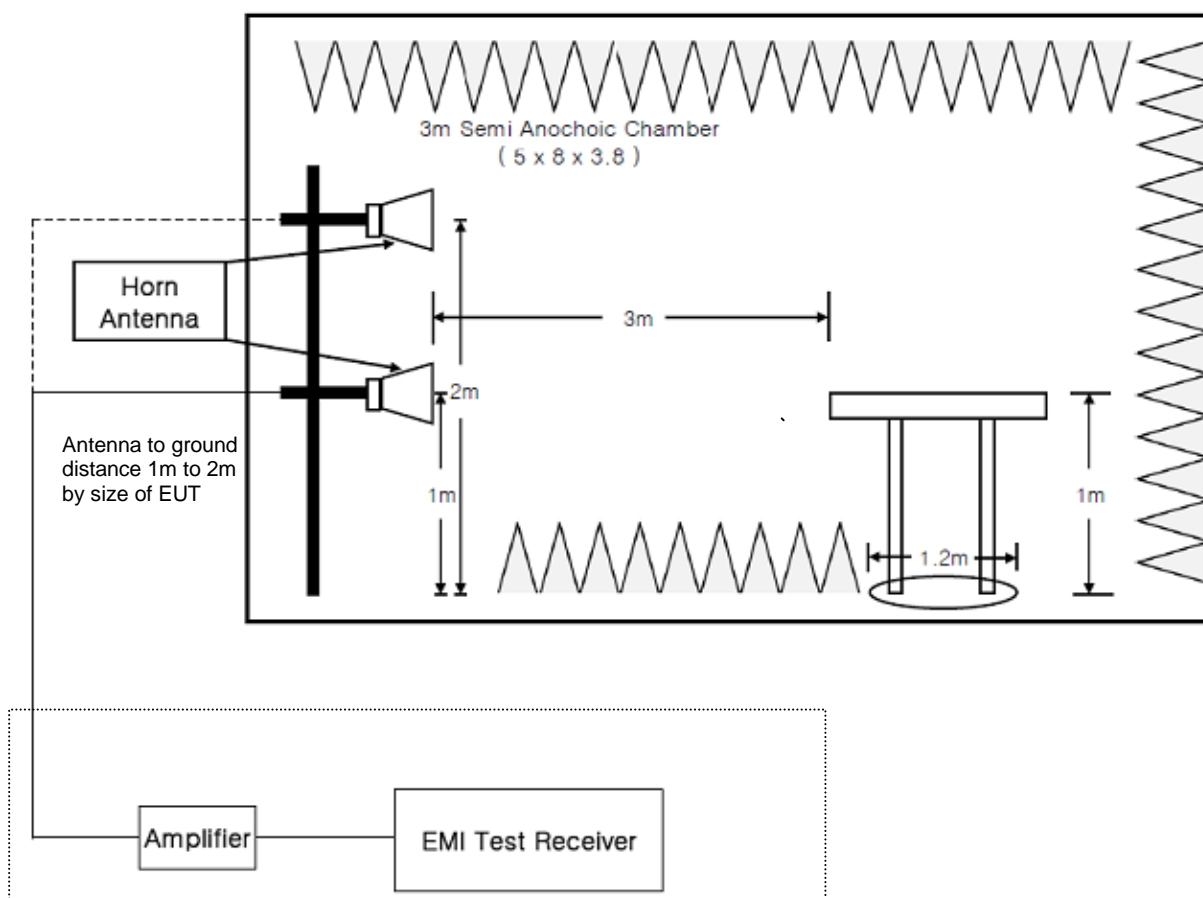 3m Semi Anochoic Chamber
( 5 x 8 x 3.8 )
Horn
Antenna
3m
2m
Antenna to ground
distance 1m to 2m
by size of EUT
1m
1m
1.2m
Amplifier
EMI Test Receiver